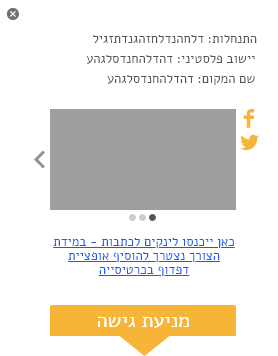 התנחלות: דלחהנדלחזהגנדתזגיל
יישוב פלסטיני: דהדלהחנדסלגהע
שם המקום: דהדלהחנדסלגהע
כאן ייכנסו לינקים לכתבות - במידת
הצורך נצטרך להוסיף אופציית
דפדוף בכרטיסייה
מניעת גישה